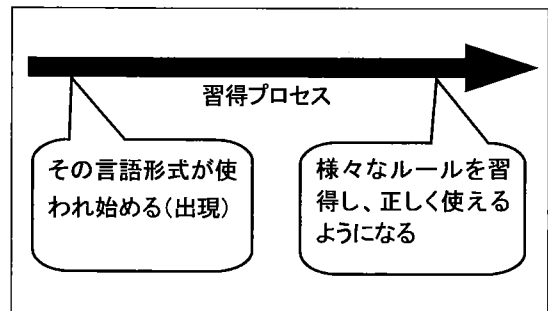 習得プロセス
その言語形式が使
われ始める(出現)
様々なルールを習
得し、正しく使える
ようになる